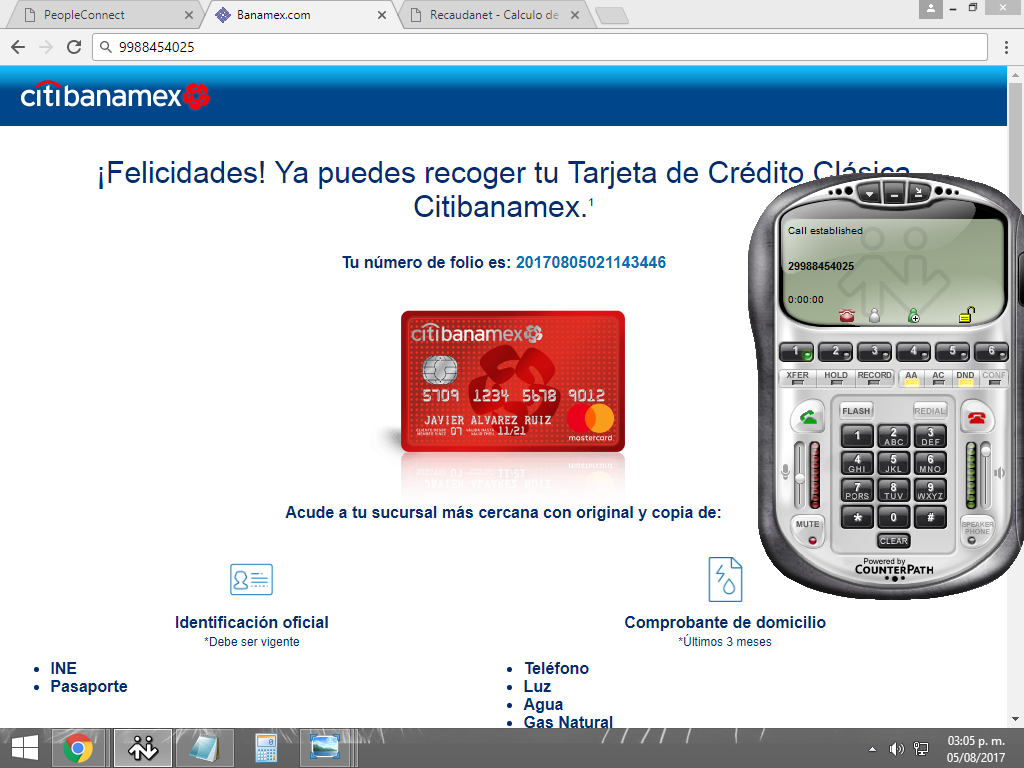 PeopleConnect
Banamex.com
Recaudanet - Calculo de
9988454025
citibanamex
¡Felicidades! Ya puedes recoger tu Tarjeta de Crédito Clásica
Citibanamex.¹
Tu número de folio es: 20170805021143446
citibanamex
5709 1234 5678 9012
JAVIER ALVAREZ RUIZ
07 11/21
mastercard
Acude a tu sucursal más cercana con original y copia de:
Identificación oficial
*Debe ser vigente
INE
Pasaporte
Comprobante de domicilio
*Últimos 3 meses
Teléfono
Luz
Agua
Gas Natural
Call established
29988454025
0:00:00
1 2 3 4 5 6
XFER HOLD RECORD AA AC DND CONF
FLASH REDIAL
1 2 ABC 3 DEF
4 GHI 5 JKL 6 MNO
7 PQRS 8 TUV 9 WXYZ
* 0 #
MUTE
SPEAKER PHONE
CLEAR
Powered by
COUNTERPATH
03:05 p. m.
05/08/2017